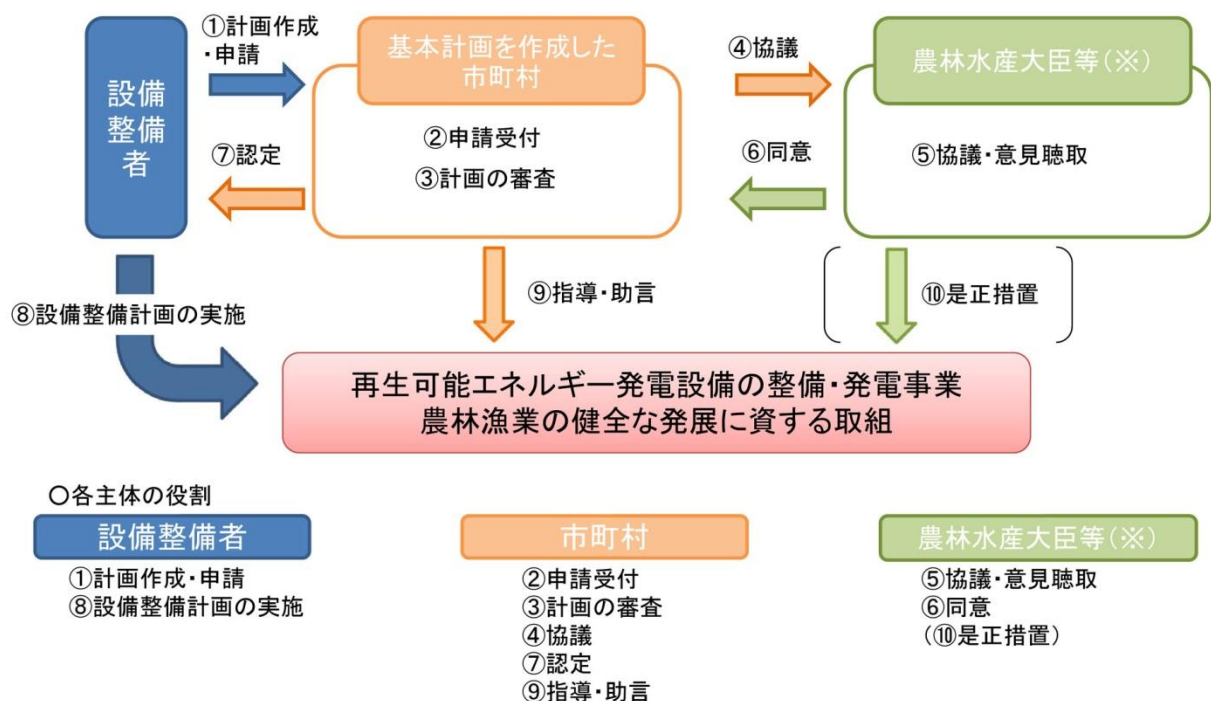 ①計画作成
・申請
設備
整備
者
基本計画を作成した
市町村
④協議
農林水産大臣等(※)
②申請受付
③計画の審査
⑦認定
⑥同意
⑤協議・意見聴取
⑧設備整備計画の実施
⑨指導・助言
⑩是正措置
再生可能エネルギー発電設備の整備・発電事業
農林漁業の健全な発展に資する取組
〇各主体の役割
設備整備者
①計画作成・申請
⑧設備整備計画の実施
市町村
②申請受付
③計画の審査
④協議
⑦認定
⑨指導・助言
農林水産大臣等(※)
⑤協議・意見聴取
⑥同意
(⑩是正措置)